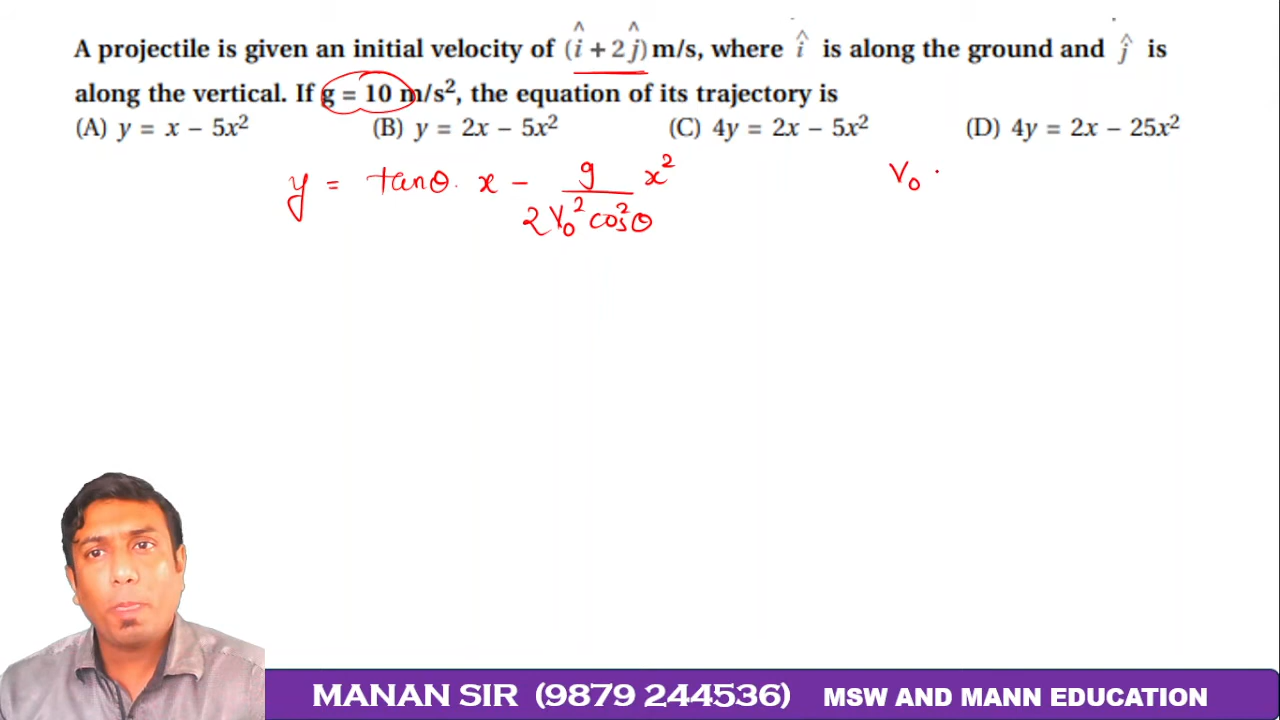 A projectile is given an initial velocity of (î + 2ĵ) m/s, where î is along the ground and ĵ is
along the vertical. If g = 10 m/s², the equation of its trajectory is
(A) y = x − 5x² (B) y = 2x − 5x² (C) 4y = 2x − 5x² (D) 4y = 2x − 25x²
y = tanθ. x − g/(2V₀²cos²θ) x² V₀
MANAN SIR (9879 244536) MSW AND MANN EDUCATION